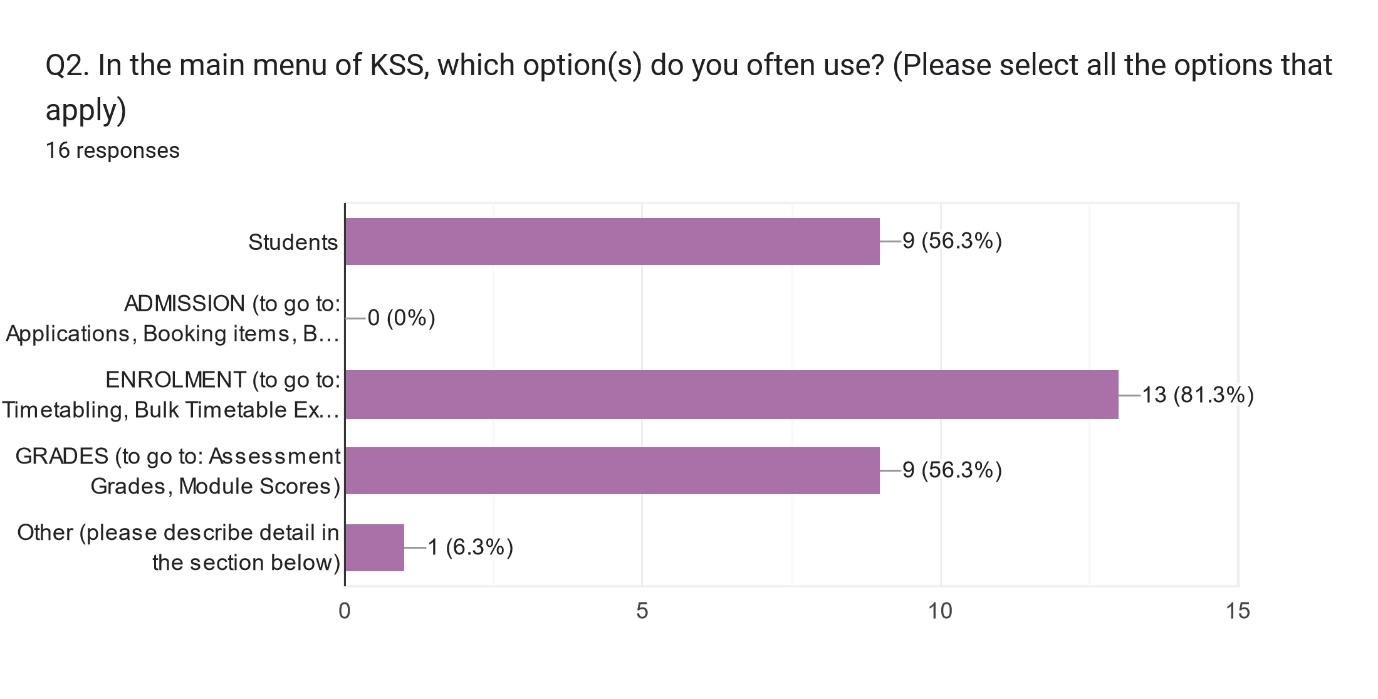 Q2. In the main menu of KSS, which option(s) do you often use? (Please select all the options that
apply)
16 responses
Students
9 (56.3%)
ADMISSION (to go to:
Applications, Booking items, B…
0 (0%)
ENROLMENT (to go to:
Timetabling, Bulk Timetable Ex…
13 (81.3%)
GRADES (to go to: Assessment
Grades, Module Scores)
9 (56.3%)
Other (please describe detail in
the section below)
1 (6.3%)
0 5 10 15